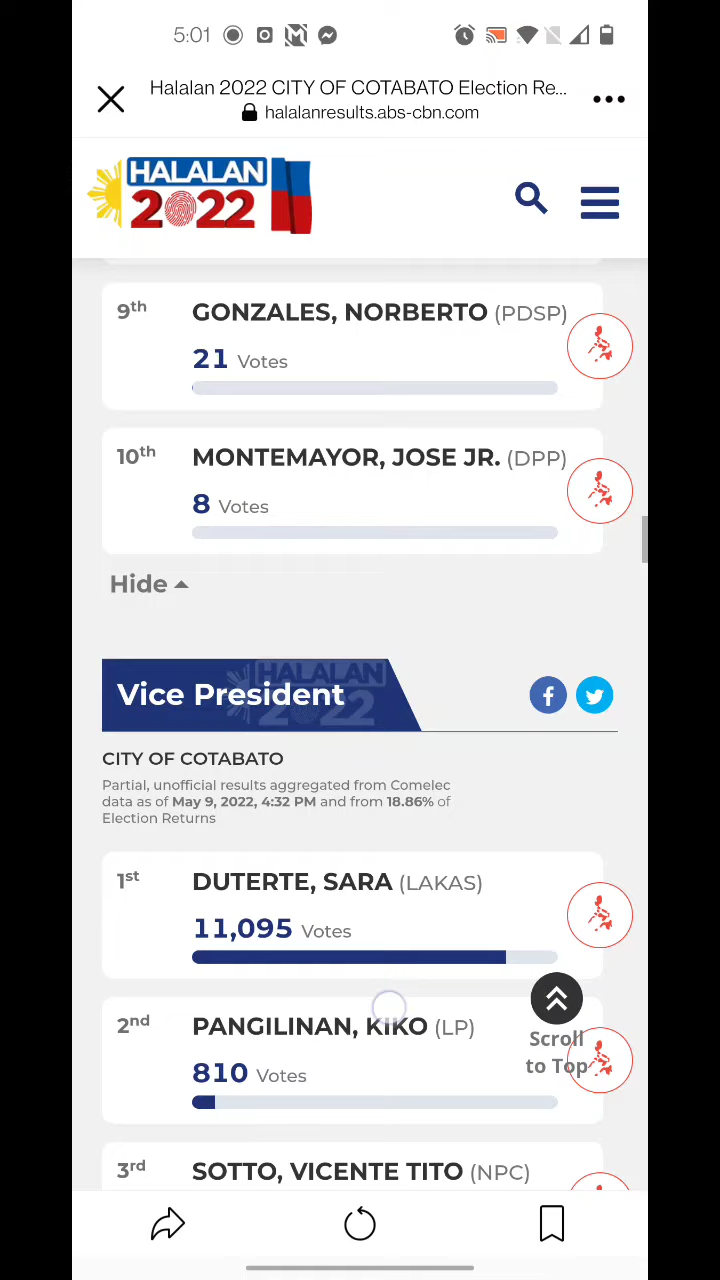 5:01
Halalan 2022 CITY OF COTABATO Election Re...
halalanresults.abs-cbn.com
HALALAN
2022
9th GONZALES, NORBERTO (PDSP)
21 Votes
10th MONTEMAYOR, JOSE JR. (DPP)
8 Votes
Hide
HALALAN
2022
Vice President
CITY OF COTABATO
Partial, unofficial results aggregated from Comelec
data as of May 9, 2022, 4:32 PM and from 18.86% of
Election Returns
1st DUTERTE, SARA (LAKAS)
11,095 Votes
2nd PANGILINAN, KIKO (LP)
810 Votes
Scroll
to Top
3rd SOTTO, VICENTE TITO (NPC)